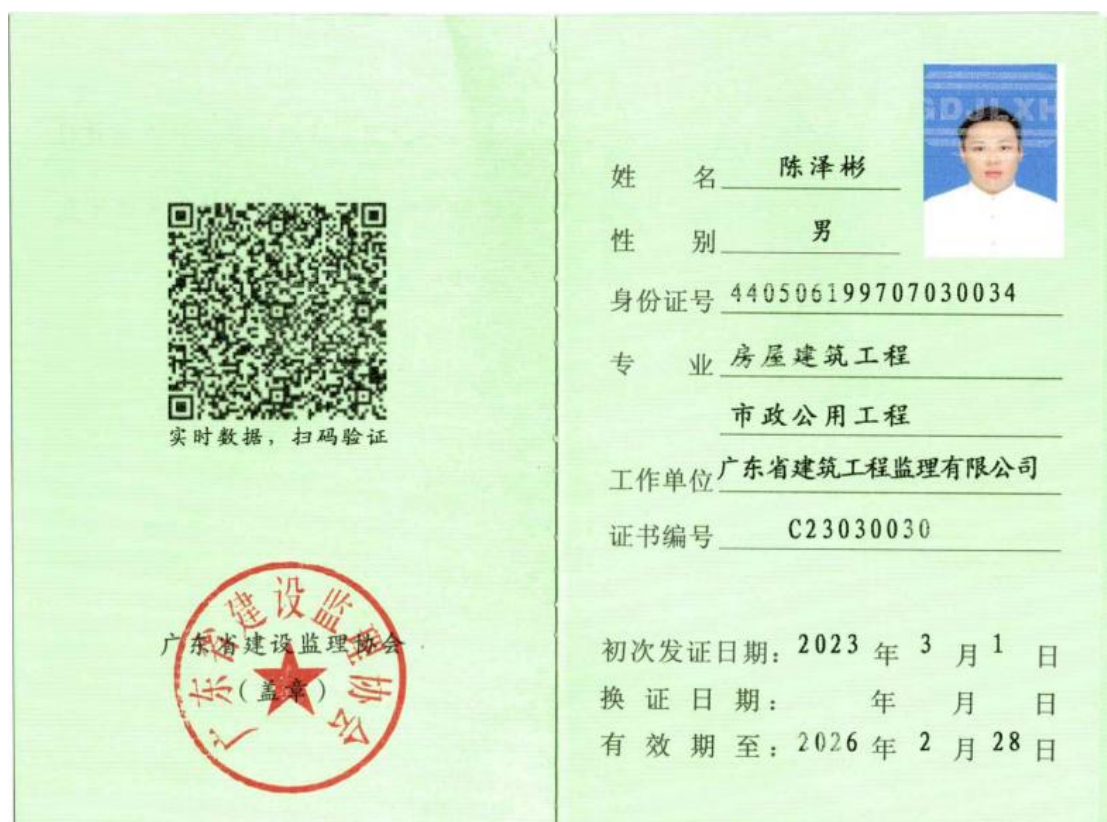 实时数据，扫码验证
广东省建设监理协会
（盖章）
广东省建设监理协会
GDJLXH
姓 名 陈泽彬
性 别 男
身份证号 440506199707030034
专 业 房屋建筑工程
市政公用工程
工作单位 广东省建筑工程监理有限公司
证书编号 C23030030
初次发证日期：2023 年 3 月 1 日
换 证 日 期： 年 月 日
有 效 期 至：2026 年 2 月 28 日